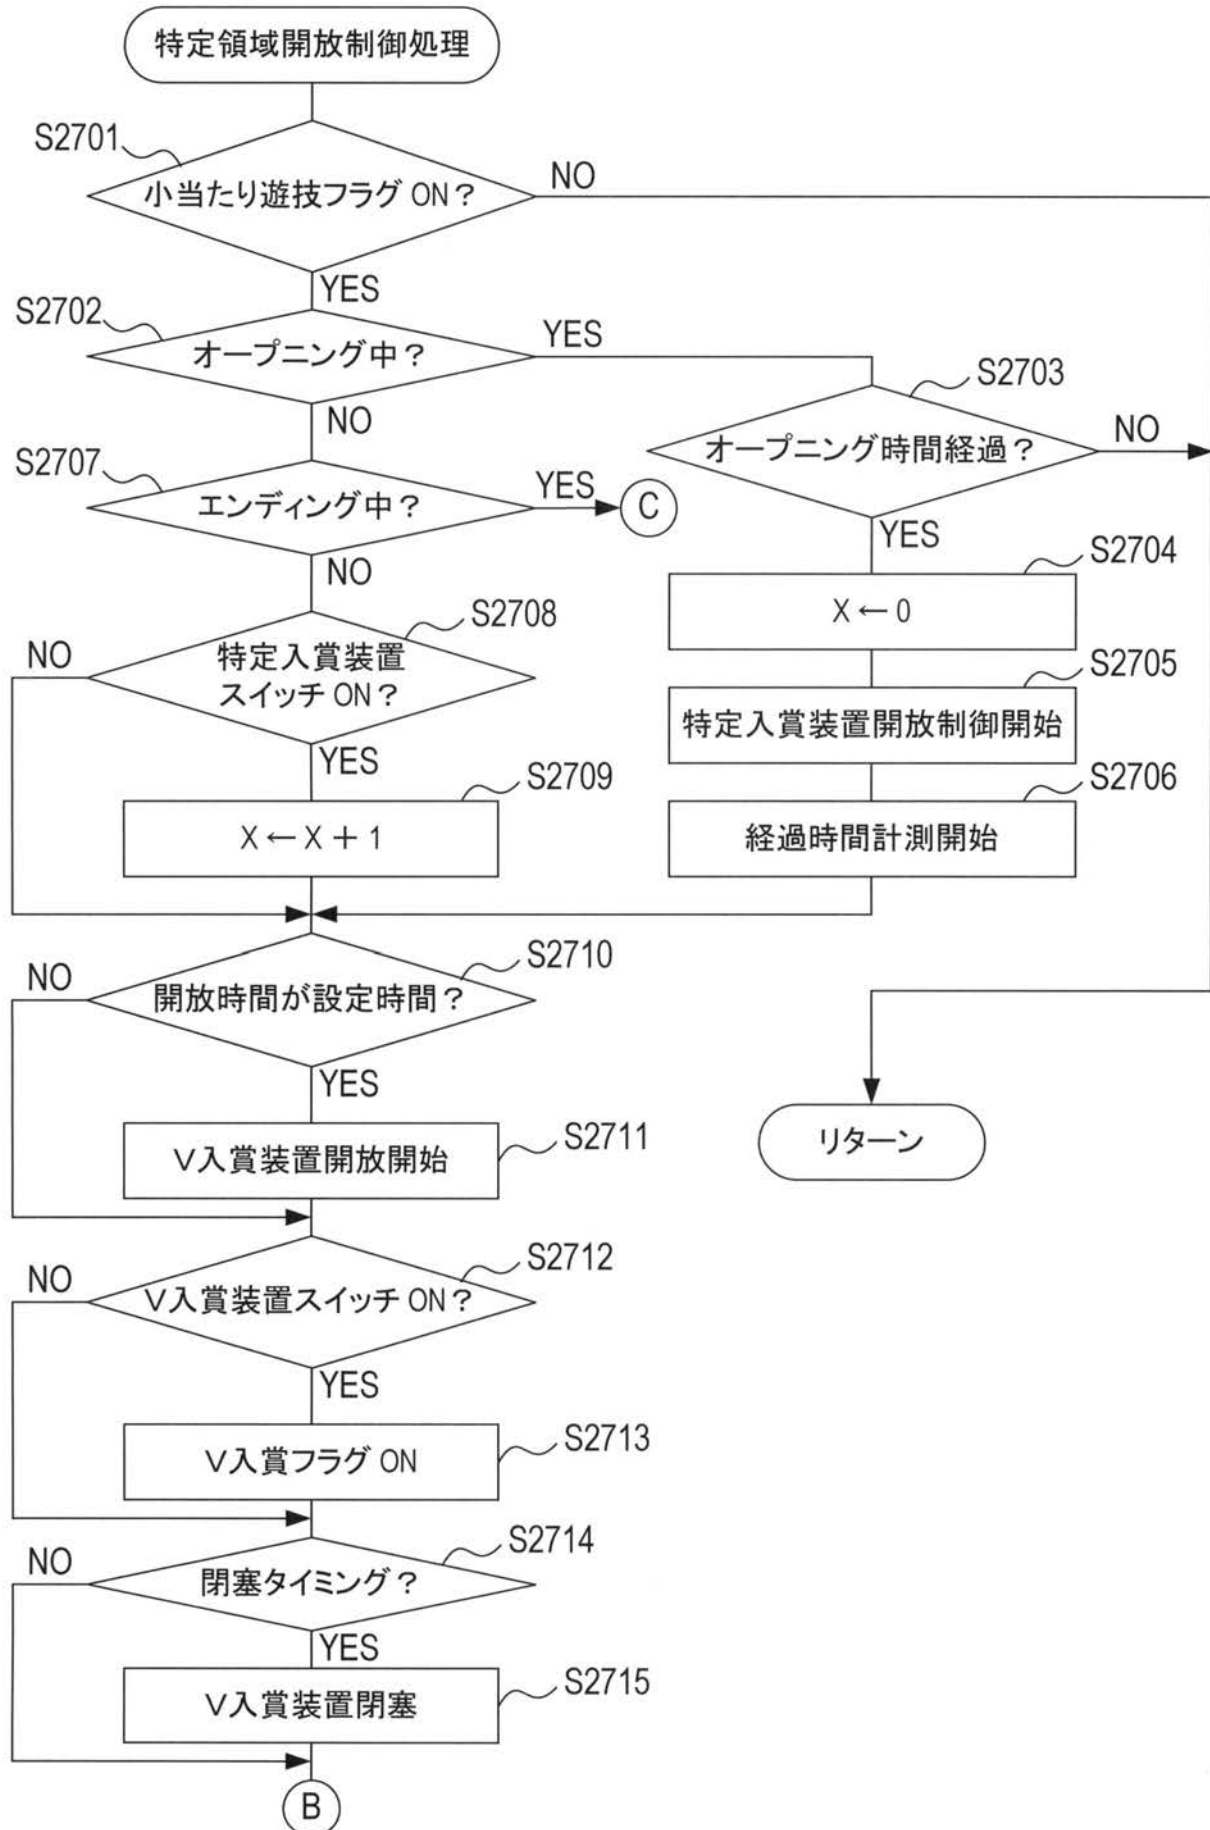 特定領域開放制御処理
S2701
小当たり遊技フラグ ON？
NO
YES
S2702
オープニング中？
YES
NO
S2703
オープニング時間経過？
NO
YES
S2707
エンディング中？
YES
C
NO
S2704
X ← 0
S2705
特定入賞装置開放制御開始
S2706
経過時間計測開始
S2708
特定入賞装置
スイッチ ON？
NO
YES
S2709
X ← X + 1
S2710
開放時間が設定時間？
NO
YES
S2711
V入賞装置開放開始
リターン
S2712
V入賞装置スイッチ ON？
NO
YES
S2713
V入賞フラグ ON
S2714
閉塞タイミング？
NO
YES
S2715
V入賞装置閉塞
B